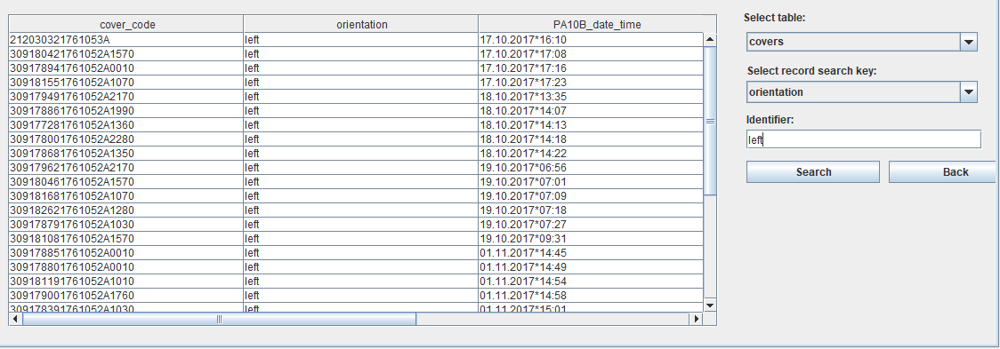 cover_code orientation PA10B_date_time
212030321761053A left 17.10.2017*16:10
309180421761052A1570 left 17.10.2017*17:08
309178941761052A0010 left 17.10.2017*17:16
309181551761052A1070 left 17.10.2017*17:23
309179491761052A2170 left 18.10.2017*13:35
309178861761052A1990 left 18.10.2017*14:07
309177281761052A1360 left 18.10.2017*14:13
309178001761052A2280 left 18.10.2017*14:18
309178681761052A1350 left 18.10.2017*14:22
309179621761052A2170 left 19.10.2017*06:56
309180461761052A1570 left 19.10.2017*07:01
309181681761052A1070 left 19.10.2017*07:09
309182621761052A1280 left 19.10.2017*07:18
309178791761052A1030 left 19.10.2017*07:27
309181081761052A1570 left 19.10.2017*09:31
309178851761052A0010 left 01.11.2017*14:45
309178801761052A0010 left 01.11.2017*14:49
309181191761052A1010 left 01.11.2017*14:54
309179001761052A1760 left 01.11.2017*14:58
309178391761052A1030 left 01.11.2017*15:01
Select table:
covers
Select record search key:
orientation
Identifier:
left
Search Back